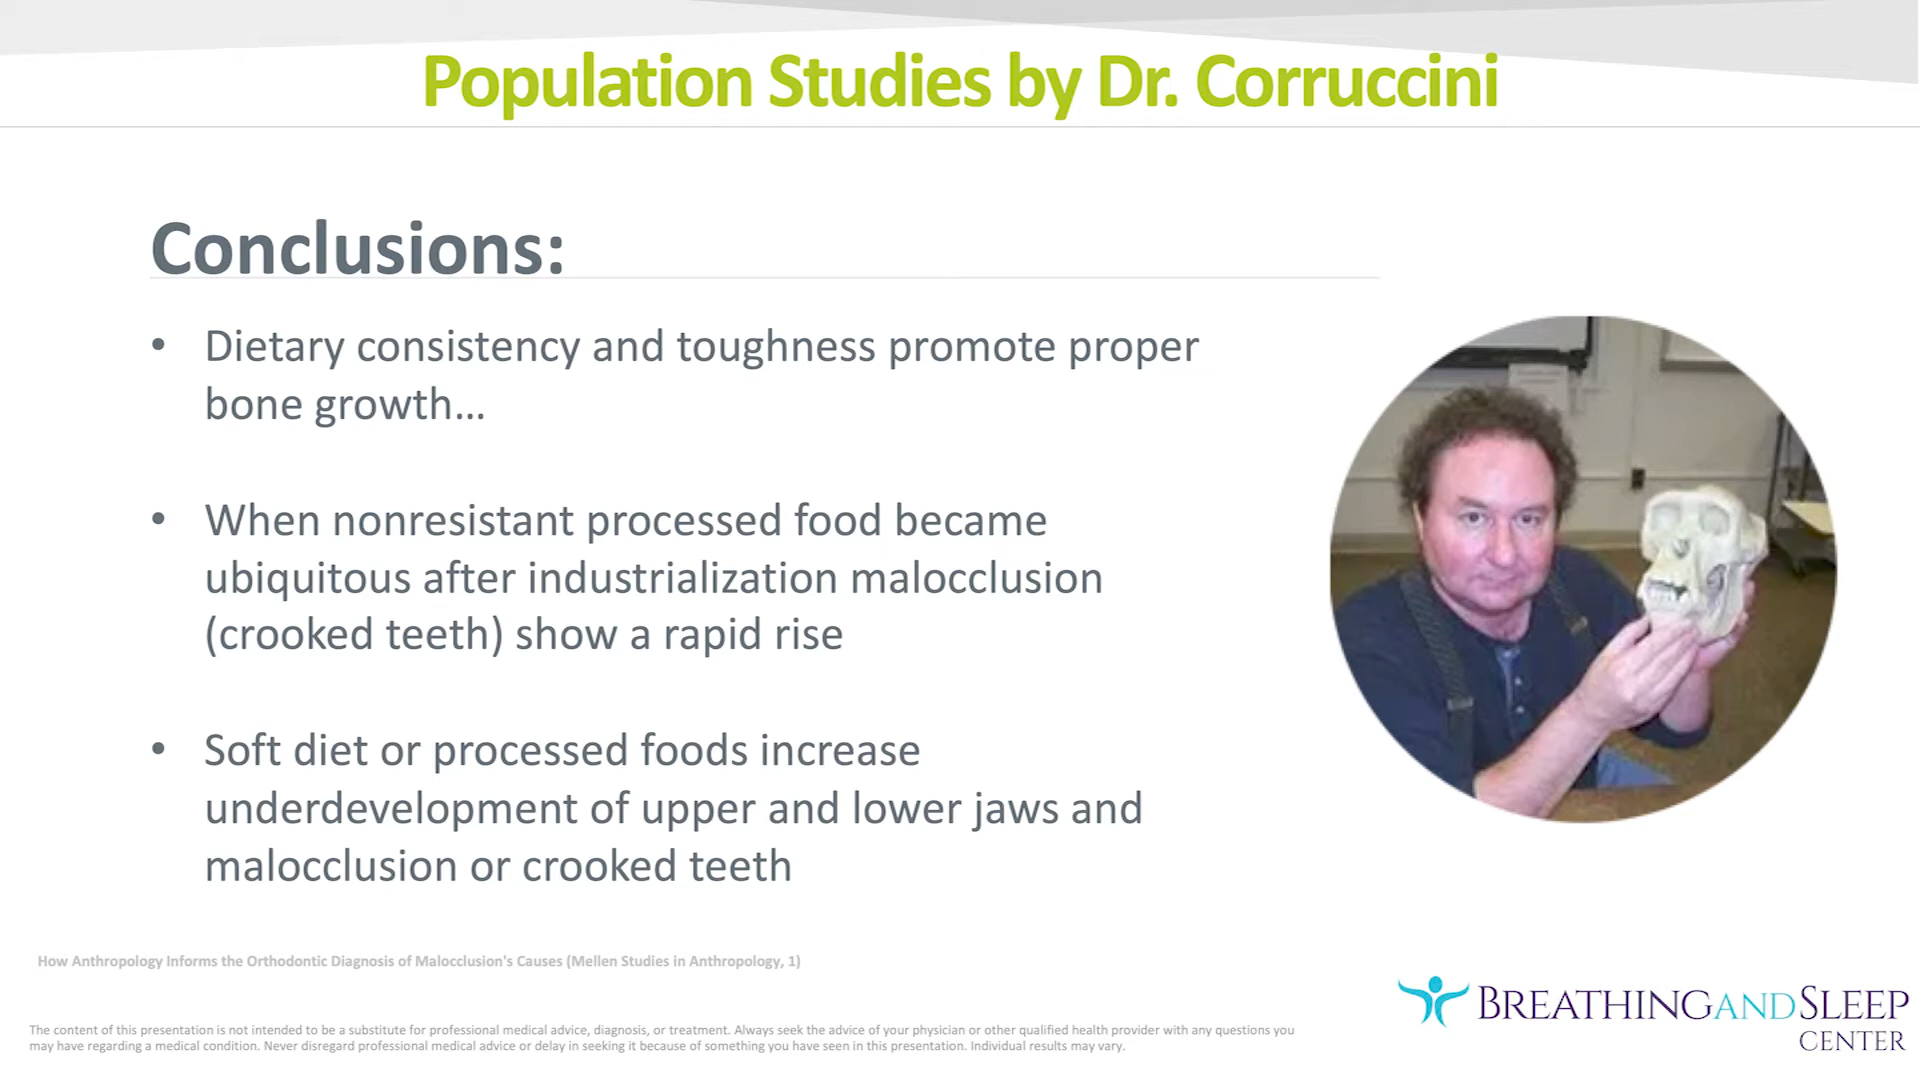 Population Studies by Dr. Corruccini
Conclusions:
• Dietary consistency and toughness promote proper
bone growth…
• When nonresistant processed food became
ubiquitous after industrialization malocclusion
(crooked teeth) show a rapid rise
• Soft diet or processed foods increase
underdevelopment of upper and lower jaws and
malocclusion or crooked teeth
How Anthropology Informs the Orthodontic Diagnosis of Malocclusion's Causes (Mellen Studies in Anthropology, 1)
The content of this presentation is not intended to be a substitute for professional medical advice, diagnosis, or treatment. Always seek the advice of your physician or other qualified health provider with any questions you
may have regarding a medical condition. Never disregard professional medical advice or delay in seeking it because of something you have seen in this presentation. Individual results may vary.
BREATHINGANDSLEEP
CENTER